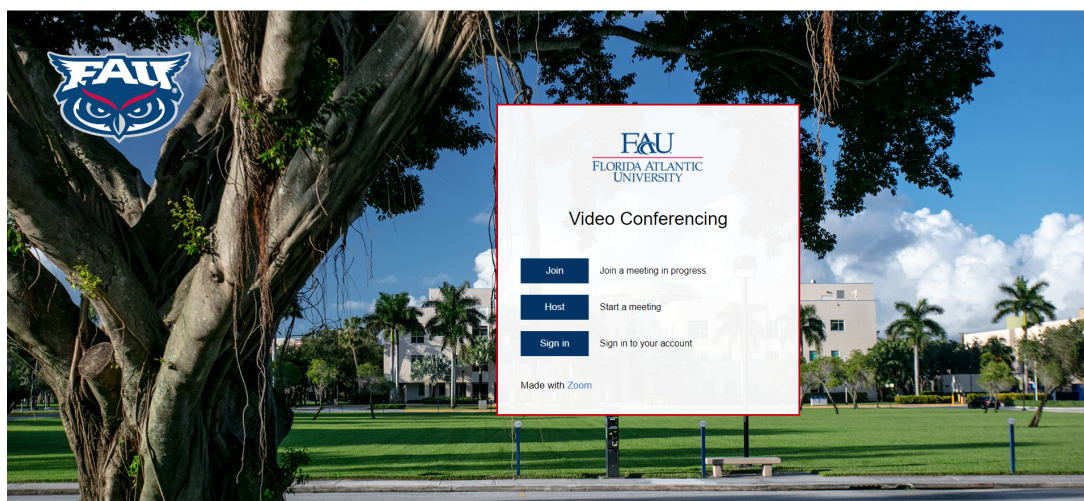 FAU
FAU
FLORIDA ATLANTIC
UNIVERSITY
Video Conferencing
Join Join a meeting in progress
Host Start a meeting
Sign in Sign in to your account
Made with Zoom